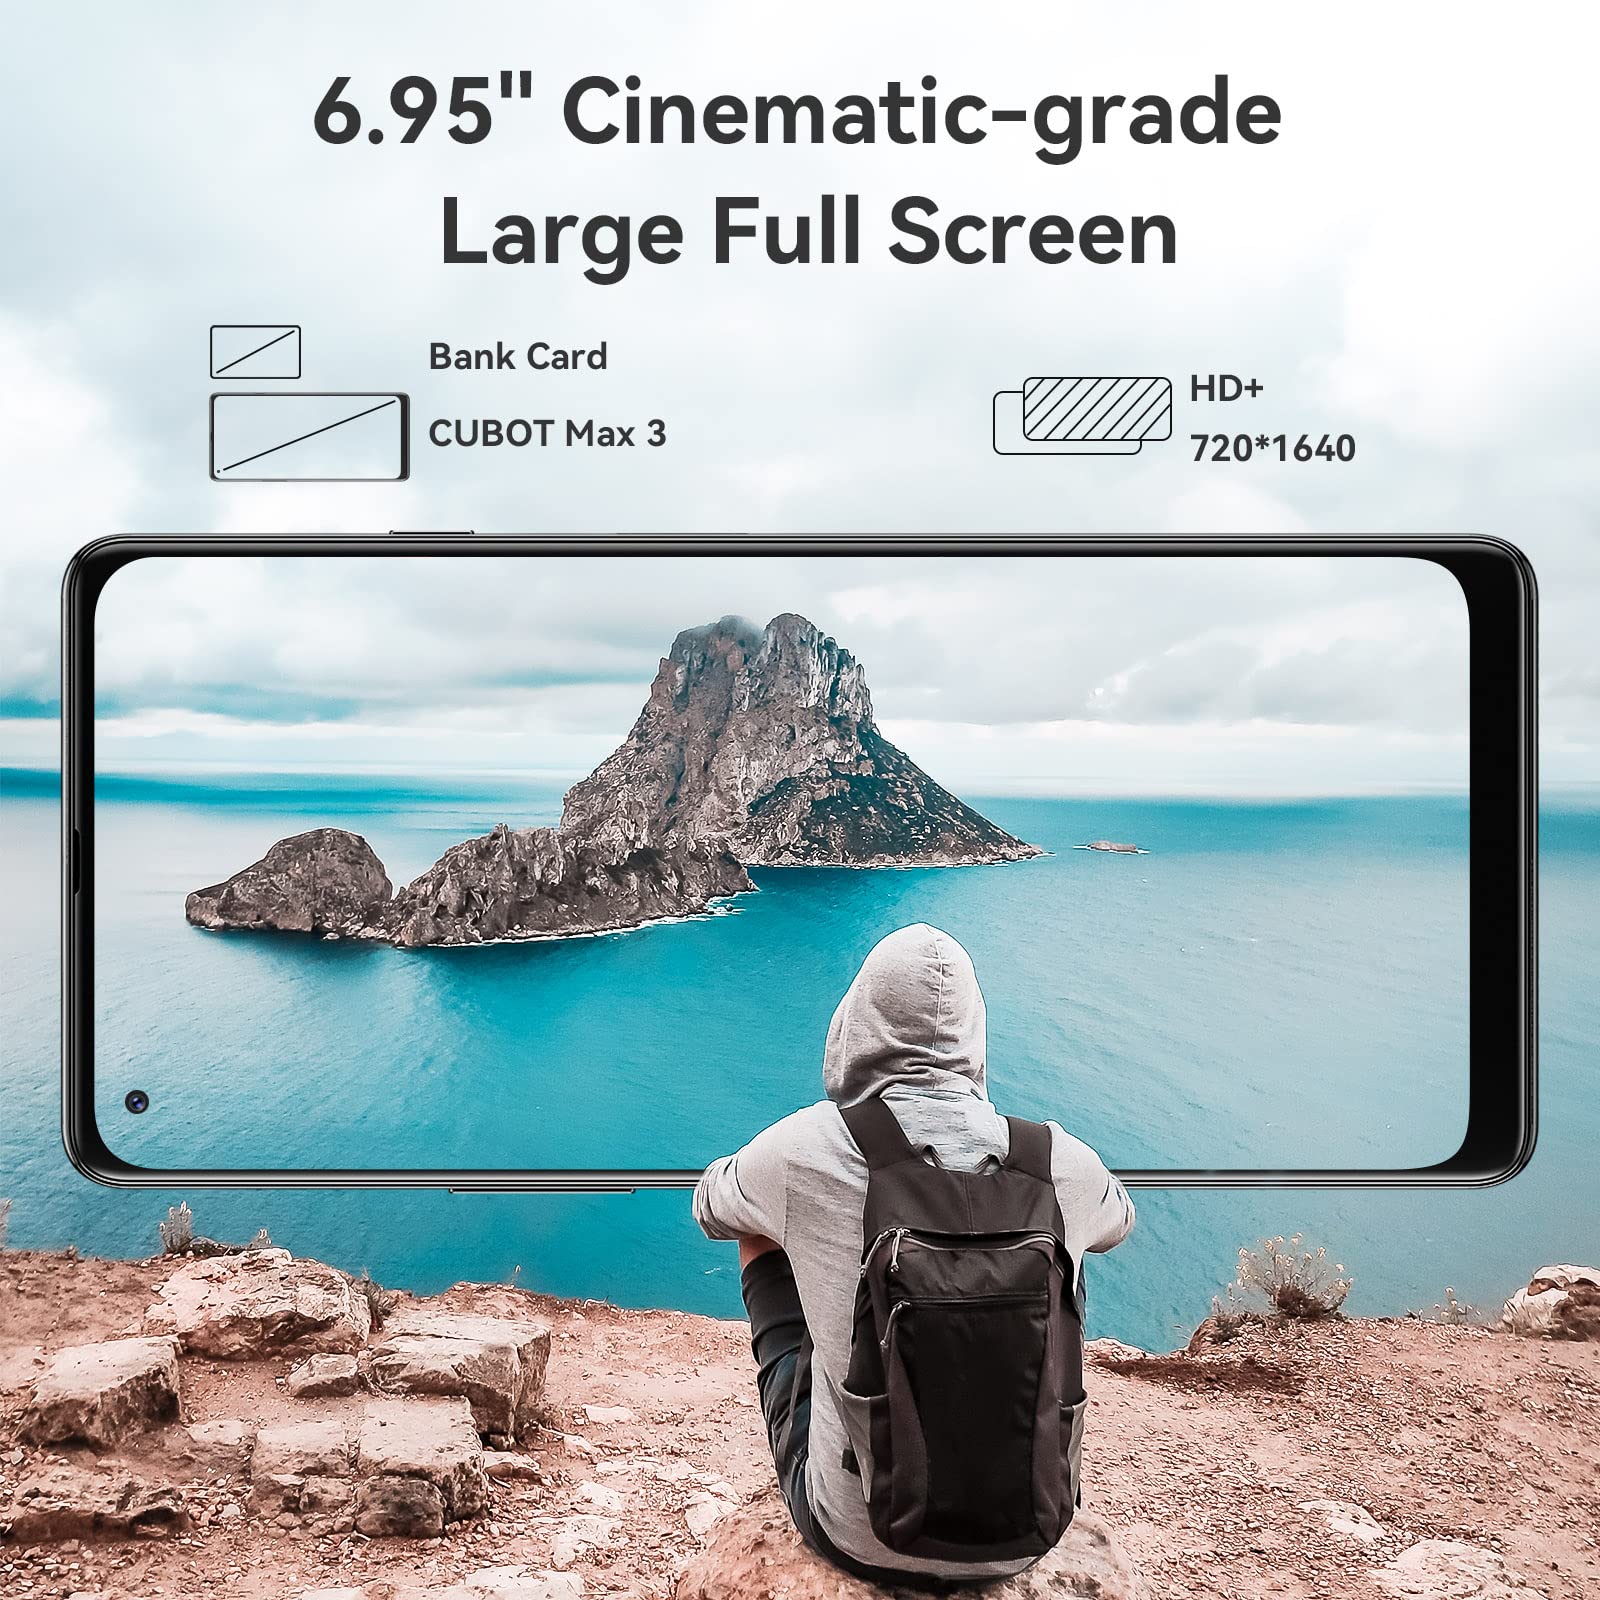 6.95" Cinematic-grade
Large Full Screen
Bank Card
CUBOT Max 3
HD+
720*1640